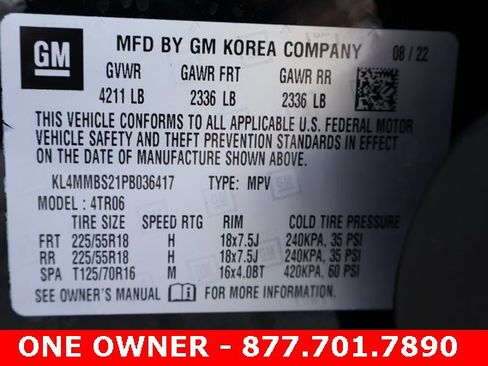 GM
MFD BY GM KOREA COMPANY 08/22
GVWR GAWR FRT GAWR RR
4211 LB 2336 LB 2336 LB
THIS VEHICLE CONFORMS TO ALL APPLICABLE U.S. FEDERAL MOTOR
VEHICLE SAFETY AND THEFT PREVENTION STANDARDS IN EFFECT ON
THE DATE OF MANUFACTURE SHOWN ABOVE.
KL4MMBS21PB036417 TYPE: MPV
MODEL: 4TR06
TIRE SIZE SPEED RTG RIM COLD TIRE PRESSURE
FRT 225/55R18 H 18x7.5J 240KPA, 35 PSI
RR 225/55R18 H 18x7.5J 240KPA, 35 PSI
SPA T125/70R16 M 16x4.0BT 420KPA, 60 PSI
SEE OWNER'S MANUAL FOR MORE INFORMATION.
ONE OWNER - 877.701.7890